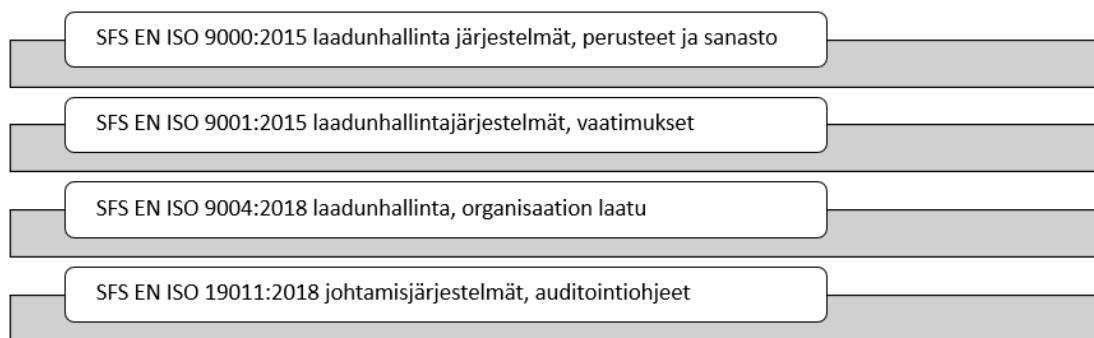 SFS EN ISO 9000:2015 laadunhallinta järjestelmät, perusteet ja sanasto
SFS EN ISO 9001:2015 laadunhallintajärjestelmät, vaatimukset
SFS EN ISO 9004:2018 laadunhallinta, organisaation laatu
SFS EN ISO 19011:2018 johtamisjärjestelmät, auditointiohjeet